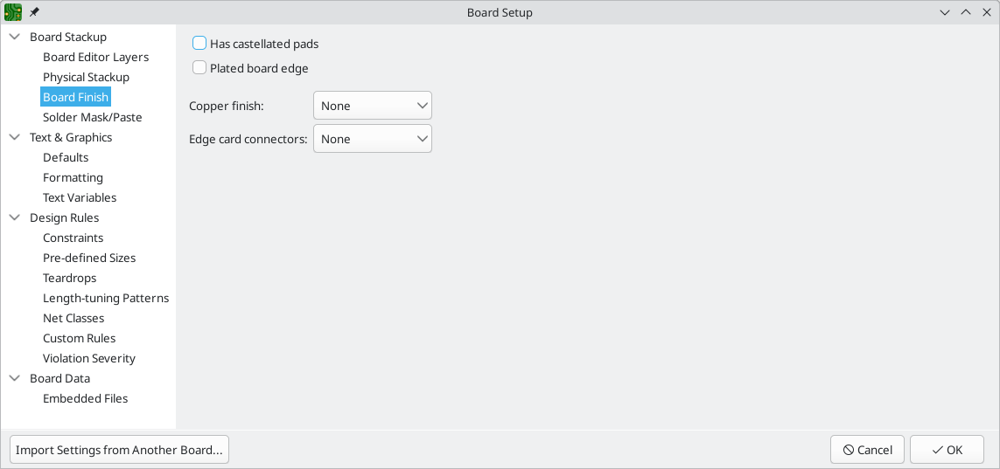 Board Setup
Board Stackup
Board Editor Layers
Physical Stackup
Board Finish
Solder Mask/Paste
Text & Graphics
Defaults
Formatting
Text Variables
Design Rules
Constraints
Pre-defined Sizes
Teardrops
Length-tuning Patterns
Net Classes
Custom Rules
Violation Severity
Board Data
Embedded Files
Has castellated pads
Plated board edge
Copper finish: None
Edge card connectors: None
Import Settings from Another Board... Cancel OK